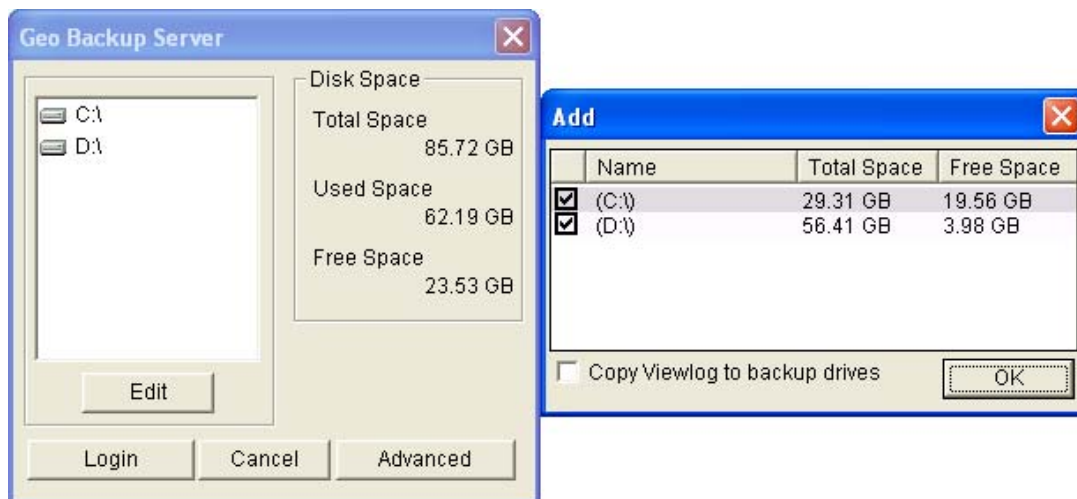 Geo Backup Server
C:\
D:\
Edit
Disk Space
Total Space
85.72 GB
Used Space
62.19 GB
Free Space
23.53 GB
Login Cancel Advanced
Add
Name Total Space Free Space
(C:\) 29.31 GB 19.56 GB
(D:\) 56.41 GB 3.98 GB
Copy Viewlog to backup drives OK